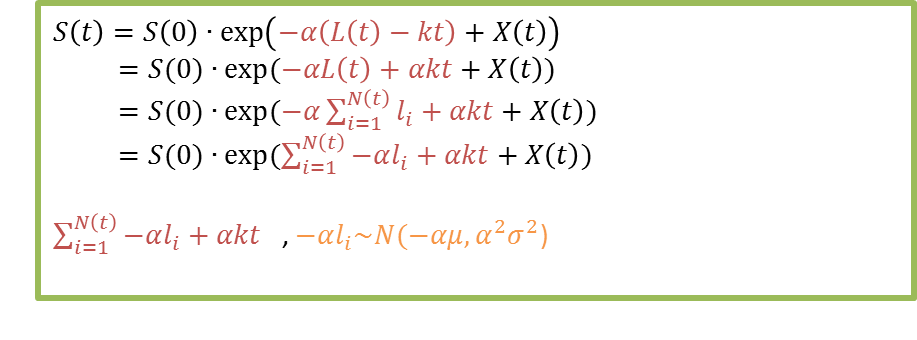 S(t) = S(0) · exp(−α(L(t) − kt) + X(t))
= S(0) · exp(−αL(t) + αkt + X(t))
= S(0) · exp(−α ∑_{i=1}^{N(t)} l_i + αkt + X(t))
= S(0) · exp(∑_{i=1}^{N(t)} −αl_i + αkt + X(t))
∑_{i=1}^{N(t)} −αl_i + αkt , −αl_i~N(−αμ, α²σ²)